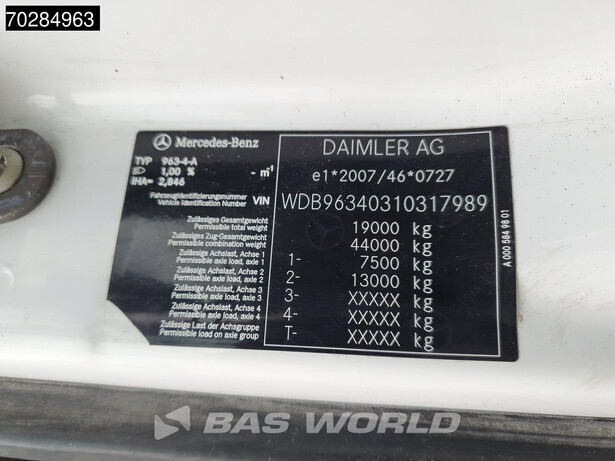 70284963
Mercedes-Benz
TYP 963-4-A
1,00 % - m¹
IHA= 2,846
Fahrzeugidentifizierungsnummer
Vehicle Identification Number VIN
Zulässiges Gesamtgewicht
Permissible total weight
Zulässiges Zug-Gesamtgewicht
Permissible combination weight
Zulässige Achslast, Achse 1
Permissible axle load, axle 1
Zulässige Achslast, Achse 2
Permissible axle load, axle 2
Zulässige Achslast, Achse 3
Permissible axle load, axle 3
Zulässige Achslast, Achse 4
Permissible axle load, axle 4
Zulässige Last der Achsgruppe
Permissible load on axle group
DAIMLER AG
e1*2007/46*0727
WDB96340310317989
19000 kg
44000 kg
1- 7500 kg
2- 13000 kg
3- XXXXX kg
4- XXXXX kg
T- XXXXX kg
A 000 584 98 01
BAS WORLD